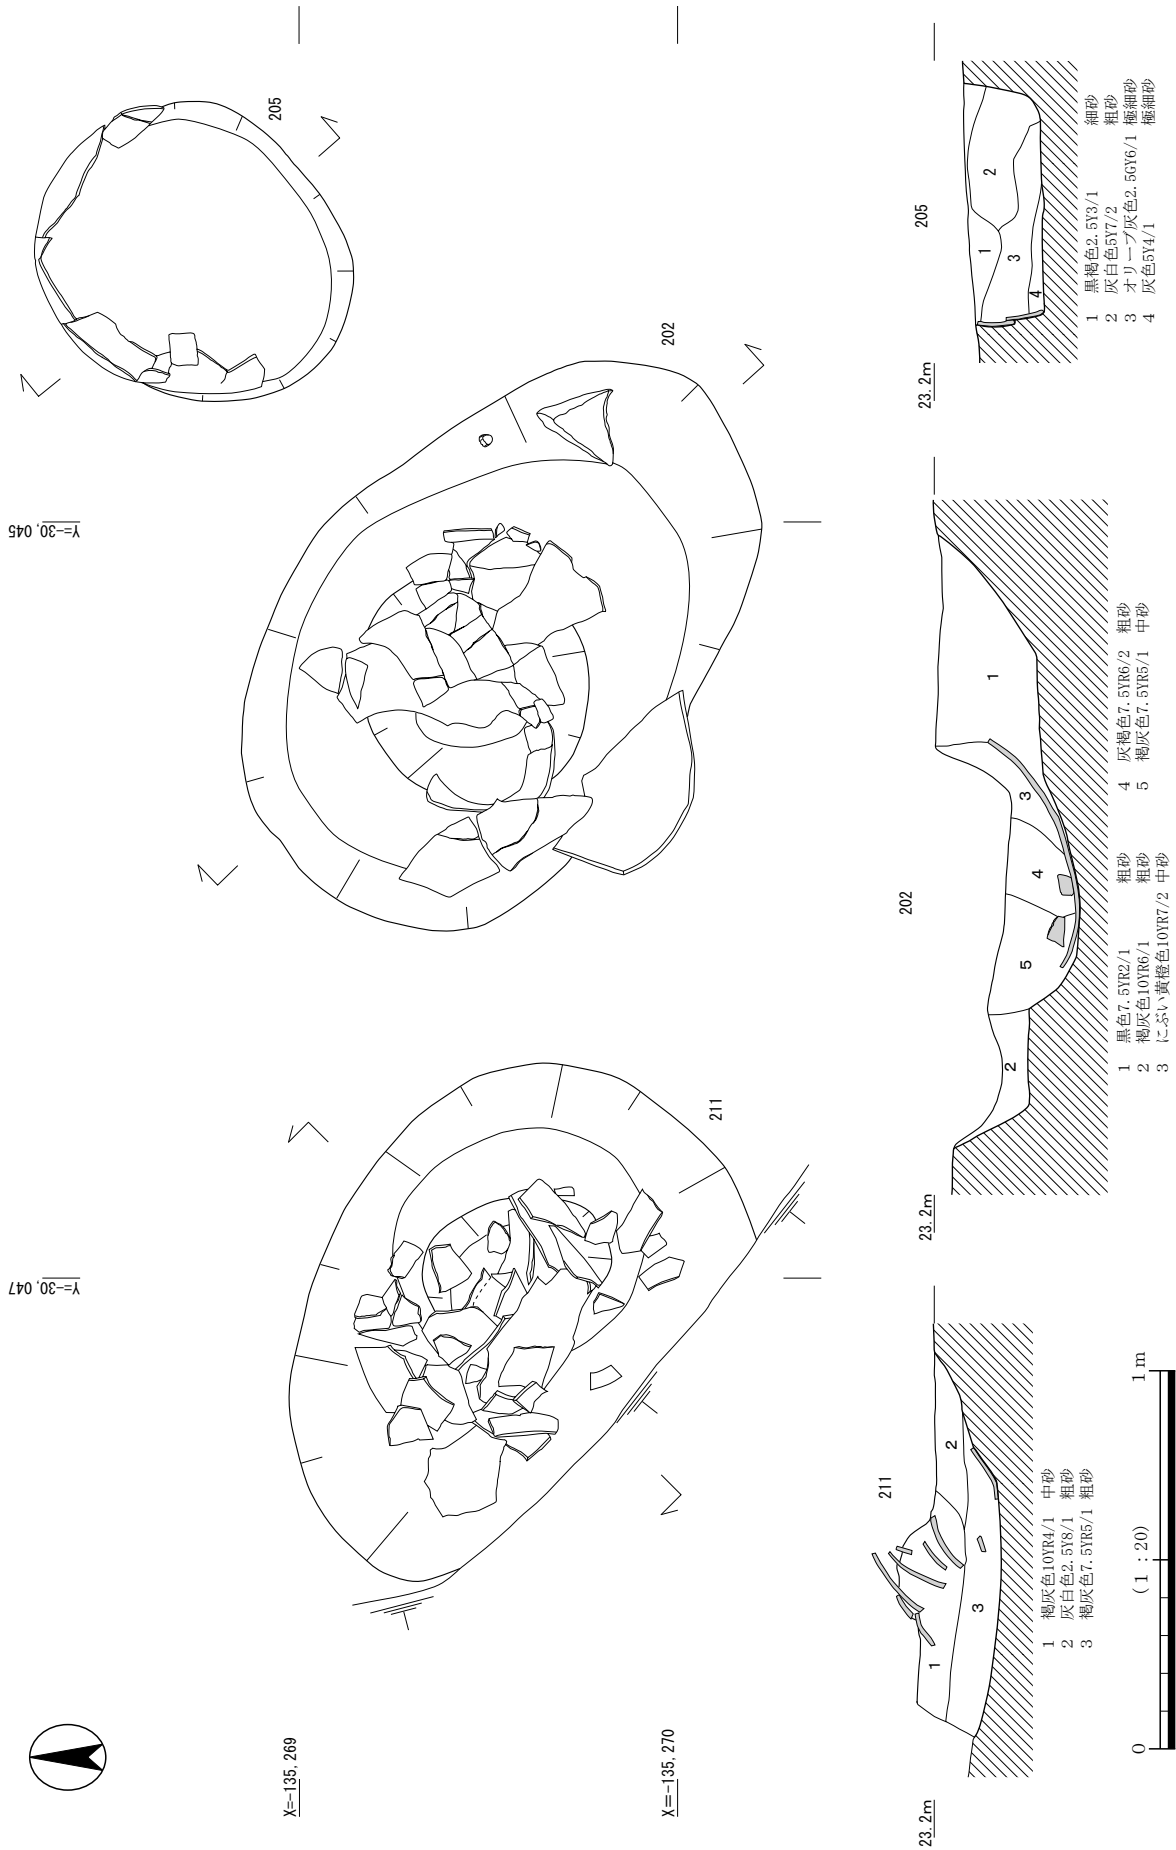 X=-135,269
X=-135,270
Y=-30,047
Y=-30,045
211
202
205
23.2m
211
1
2
3
1 褐灰色10YR4/1 中砂
2 灰白色2.5Y8/1 粗砂
3 褐灰色7.5YR5/1 粗砂
23.2m
202
2
5
4
3
1
1 黒色7.5YR2/1 粗砂
2 褐灰色10YR6/1 粗砂
3 にぶい黄橙色10YR7/2 中砂
4 灰褐色7.5YR6/2 粗砂
5 褐灰色7.5YR5/1 中砂
23.2m
205
1
2
3
4
1 黒褐色2.5Y3/1 細砂
2 灰白色5Y7/2 粗砂
3 オリーブ灰色2.5GY6/1 極細砂
4 灰色5Y4/1 極細砂
0 (1:20) 1m